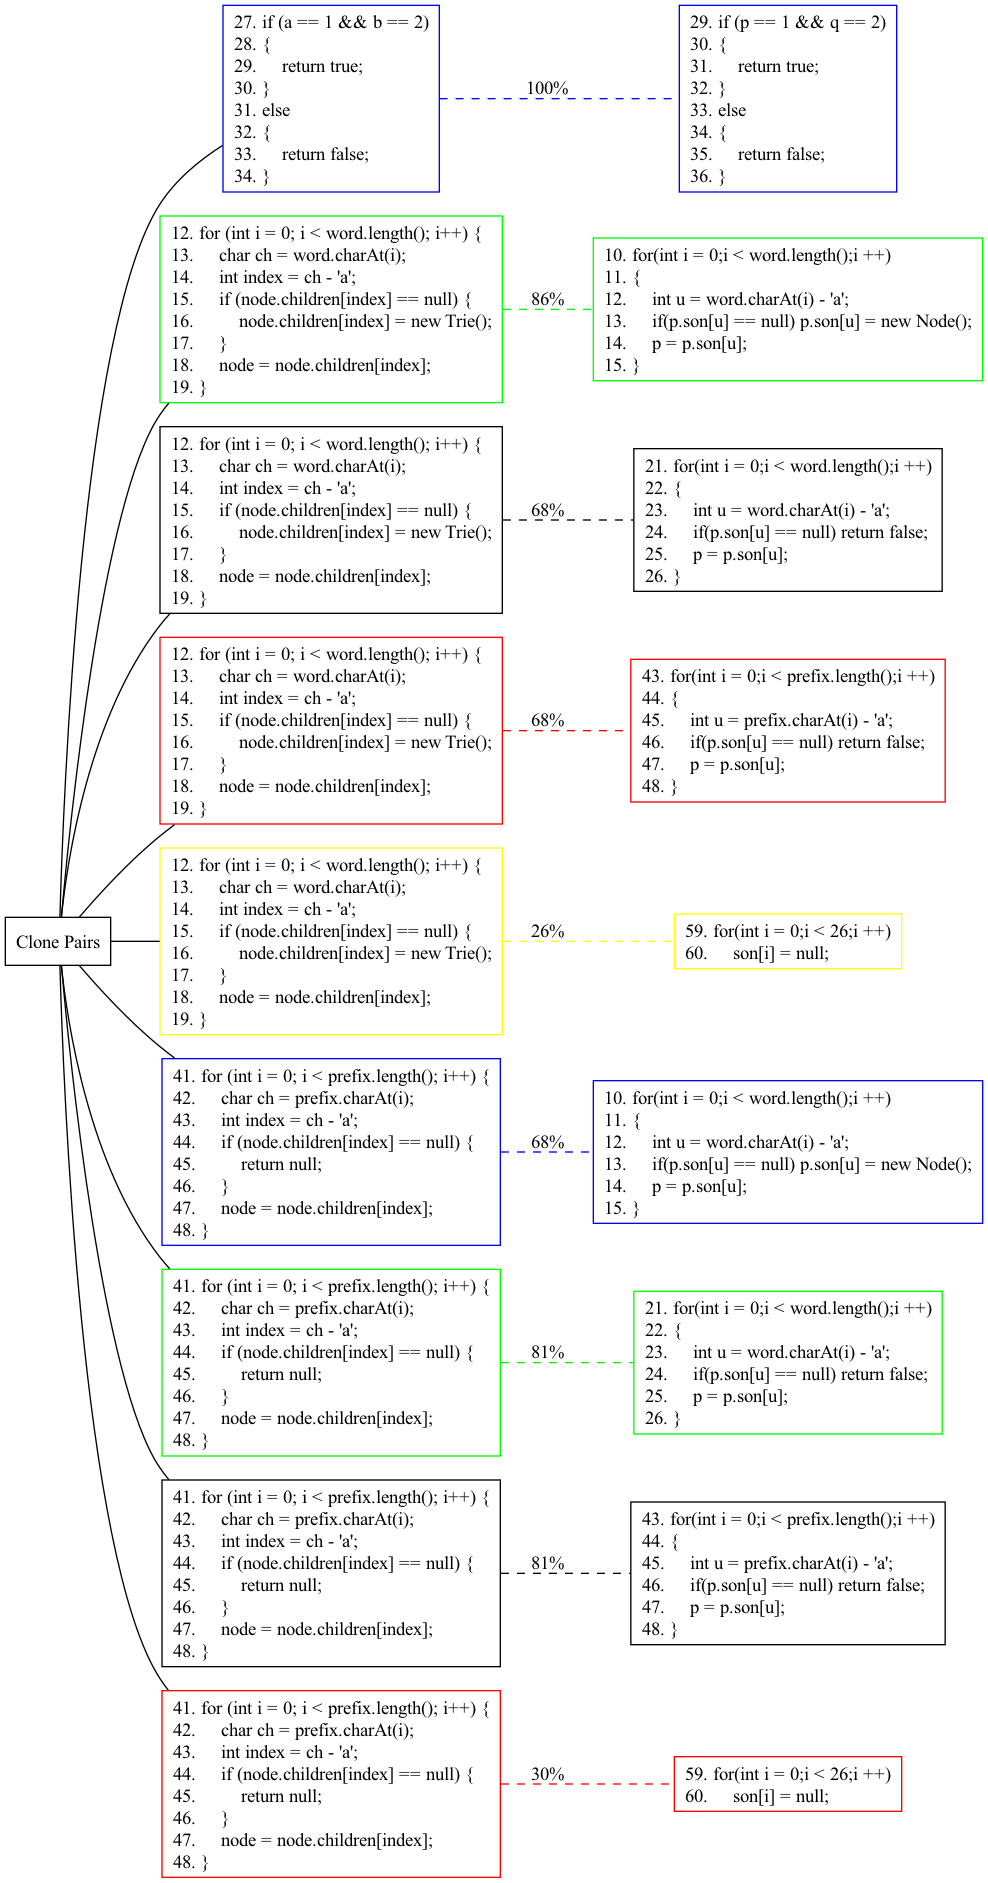 27. if (a == 1 && b == 2)
28. {
29.     return true;
30. }
31. else
32. {
33.     return false;
34. }
100%
29. if (p == 1 && q == 2)
30. {
31.     return true;
32. }
33. else
34. {
35.     return false;
36. }
12. for (int i = 0; i < word.length(); i++) {
13.     char ch = word.charAt(i);
14.     int index = ch - 'a';
15.     if (node.children[index] == null) {
16.         node.children[index] = new Trie();
17.     }
18.     node = node.children[index];
19. }
86%
10. for(int i = 0;i < word.length();i ++)
11. {
12.     int u = word.charAt(i) - 'a';
13.     if(p.son[u] == null) p.son[u] = new Node();
14.     p = p.son[u];
15. }
12. for (int i = 0; i < word.length(); i++) {
13.     char ch = word.charAt(i);
14.     int index = ch - 'a';
15.     if (node.children[index] == null) {
16.         node.children[index] = new Trie();
17.     }
18.     node = node.children[index];
19. }
68%
21. for(int i = 0;i < word.length();i ++)
22. {
23.     int u = word.charAt(i) - 'a';
24.     if(p.son[u] == null) return false;
25.     p = p.son[u];
26. }
12. for (int i = 0; i < word.length(); i++) {
13.     char ch = word.charAt(i);
14.     int index = ch - 'a';
15.     if (node.children[index] == null) {
16.         node.children[index] = new Trie();
17.     }
18.     node = node.children[index];
19. }
68%
43. for(int i = 0;i < prefix.length();i ++)
44. {
45.     int u = prefix.charAt(i) - 'a';
46.     if(p.son[u] == null) return false;
47.     p = p.son[u];
48. }
Clone Pairs
12. for (int i = 0; i < word.length(); i++) {
13.     char ch = word.charAt(i);
14.     int index = ch - 'a';
15.     if (node.children[index] == null) {
16.         node.children[index] = new Trie();
17.     }
18.     node = node.children[index];
19. }
26%
59. for(int i = 0;i < 26;i ++)
60.     son[i] = null;
41. for (int i = 0; i < prefix.length(); i++) {
42.     char ch = prefix.charAt(i);
43.     int index = ch - 'a';
44.     if (node.children[index] == null) {
45.         return null;
46.     }
47.     node = node.children[index];
48. }
68%
10. for(int i = 0;i < word.length();i ++)
11. {
12.     int u = word.charAt(i) - 'a';
13.     if(p.son[u] == null) p.son[u] = new Node();
14.     p = p.son[u];
15. }
41. for (int i = 0; i < prefix.length(); i++) {
42.     char ch = prefix.charAt(i);
43.     int index = ch - 'a';
44.     if (node.children[index] == null) {
45.         return null;
46.     }
47.     node = node.children[index];
48. }
81%
21. for(int i = 0;i < word.length();i ++)
22. {
23.     int u = word.charAt(i) - 'a';
24.     if(p.son[u] == null) return false;
25.     p = p.son[u];
26. }
41. for (int i = 0; i < prefix.length(); i++) {
42.     char ch = prefix.charAt(i);
43.     int index = ch - 'a';
44.     if (node.children[index] == null) {
45.         return null;
46.     }
47.     node = node.children[index];
48. }
81%
43. for(int i = 0;i < prefix.length();i ++)
44. {
45.     int u = prefix.charAt(i) - 'a';
46.     if(p.son[u] == null) return false;
47.     p = p.son[u];
48. }
41. for (int i = 0; i < prefix.length(); i++) {
42.     char ch = prefix.charAt(i);
43.     int index = ch - 'a';
44.     if (node.children[index] == null) {
45.         return null;
46.     }
47.     node = node.children[index];
48. }
30%
59. for(int i = 0;i < 26;i ++)
60.     son[i] = null;